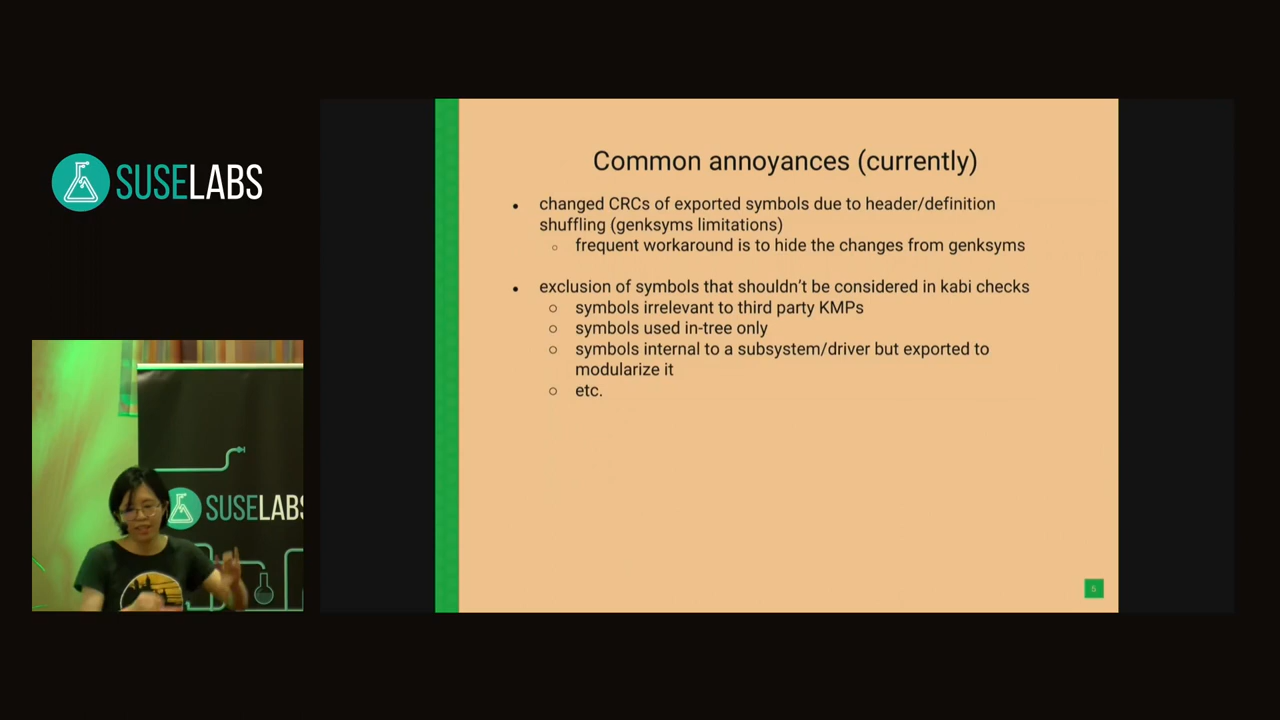 SUSELABS
Common annoyances (currently)
• changed CRCs of exported symbols due to header/definition
shuffling (genksyms limitations)
○ frequent workaround is to hide the changes from genksyms
• exclusion of symbols that shouldn't be considered in kabi checks
○ symbols irrelevant to third party KMPs
○ symbols used in-tree only
○ symbols internal to a subsystem/driver but exported to
modularize it
○ etc.
SUSELABS
5